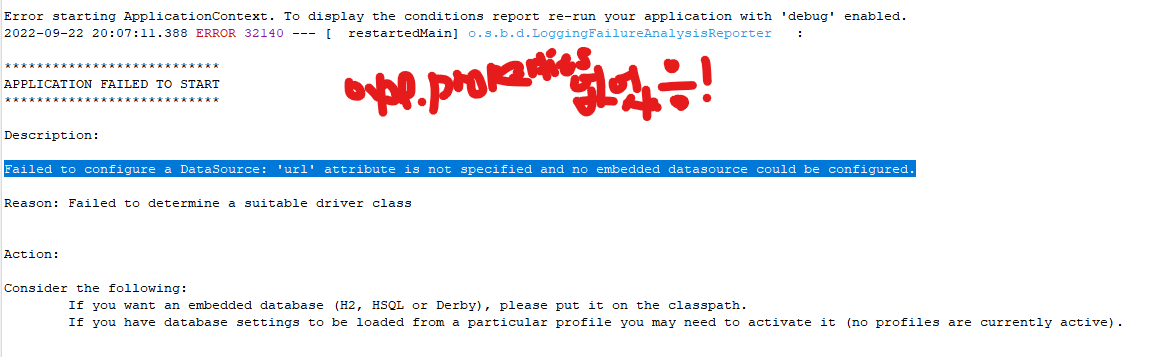 Error starting ApplicationContext. To display the conditions report re-run your application with 'debug' enabled.
2022-09-22 20:07:11.388 ERROR 32140 --- [  restartedMain] o.s.b.d.LoggingFailureAnalysisReporter   :
***************************
APPLICATION FAILED TO START
***************************
Description:
Failed to configure a DataSource: 'url' attribute is not specified and no embedded datasource could be configured.
Reason: Failed to determine a suitable driver class
Action:
Consider the following:
If you want an embedded database (H2, HSQL or Derby), please put it on the classpath.
If you have database settings to be loaded from a particular profile you may need to activate it (no profiles are currently active).